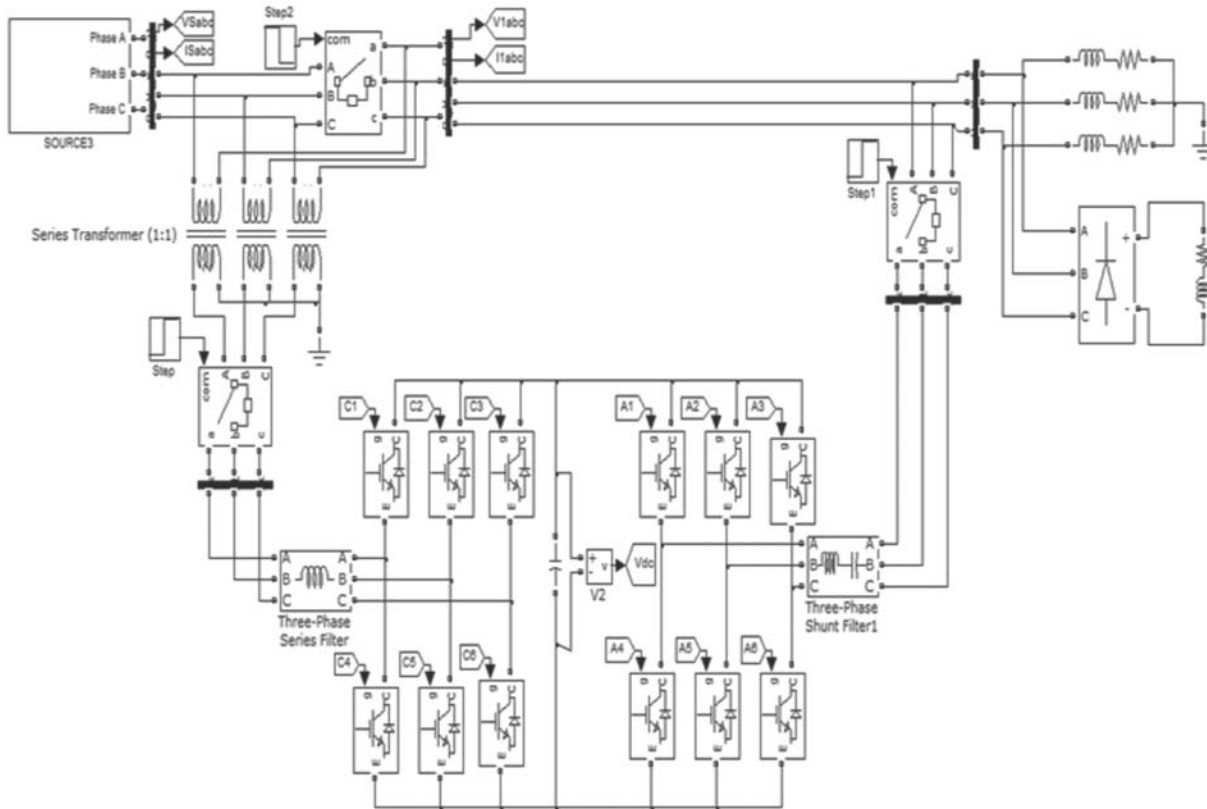 Step2
VSabc
V1abc
Phase A
com
a
ISabc
I1abc
Phase B
A
b
B
Phase C
C
c
SOURCE3
Step1
com
A
B
C
a
b
c
Series Transformer (1:1)
A
+
B
C
-
Step
com
A
B
C
a
b
c
C1
C2
C3
A1
A2
A3
g
C
g
C
g
C
g
C
g
C
g
C
E
E
E
E
E
E
+
-
v
Vdc
V2
A
A
B
B
C
C
Three-Phase
Series Filter
A
A
B
B
C
C
Three-Phase
Shunt Filter1
C4
C5
C6
A4
A5
A6
g
C
g
C
g
C
g
C
g
C
g
C
E
E
E
E
E
E